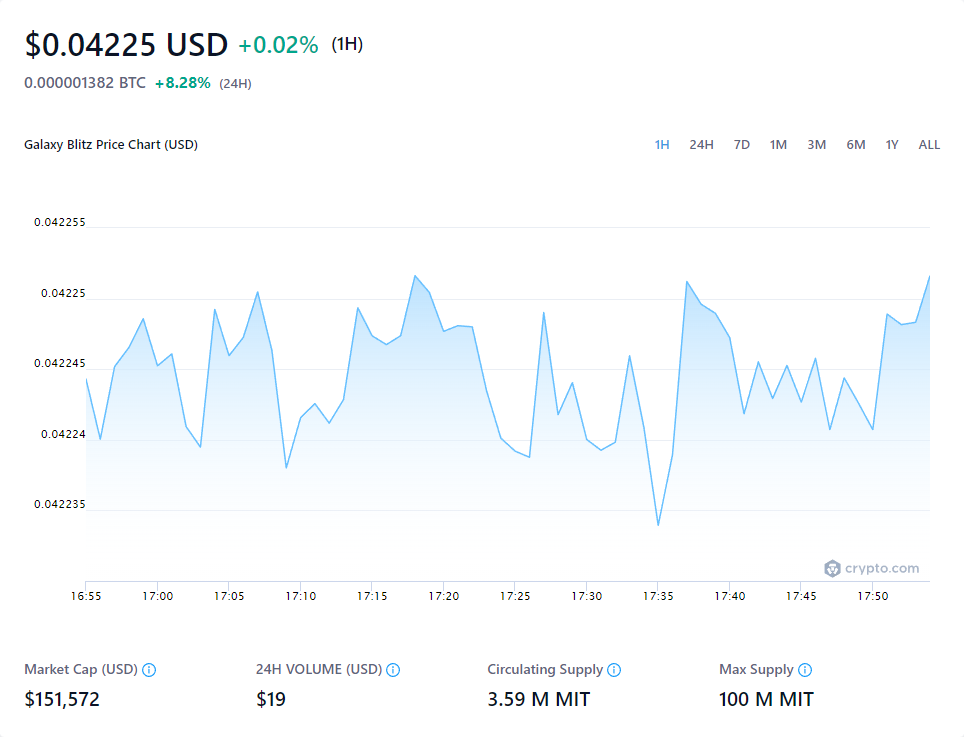 $0.04225 USD +0.02% (1H)
0.000001382 BTC +8.28% (24H)
Galaxy Blitz Price Chart (USD) 1H 24H 7D 1M 3M 6M 1Y ALL
0.042255
0.04225
0.042245
0.04224
0.042235
crypto.com
16:55 17:00 17:05 17:10 17:15 17:20 17:25 17:30 17:35 17:40 17:45 17:50
Market Cap (USD) 24H VOLUME (USD) Circulating Supply Max Supply
$151,572 $19 3.59 M MIT 100 M MIT